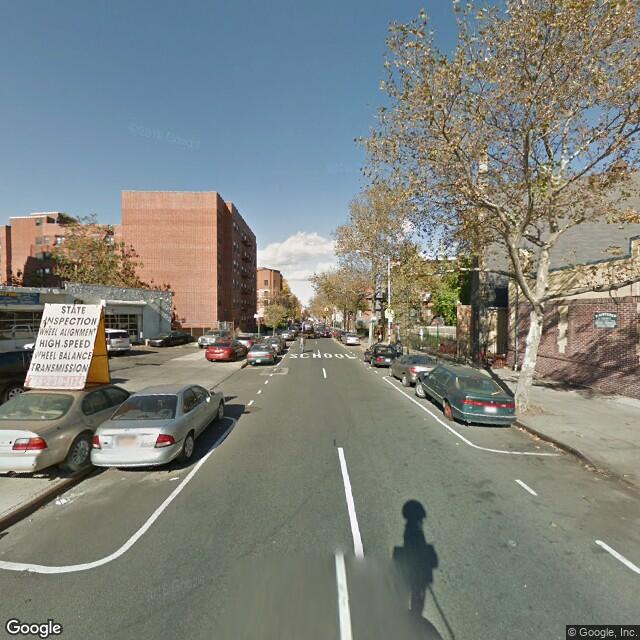 STATE
INSPECTION
WHEEL ALIGNMENT
HIGH-SPEED
WHEEL BALANCE
TRANSMISSION
SCHOOL
Google
© Google, Inc.